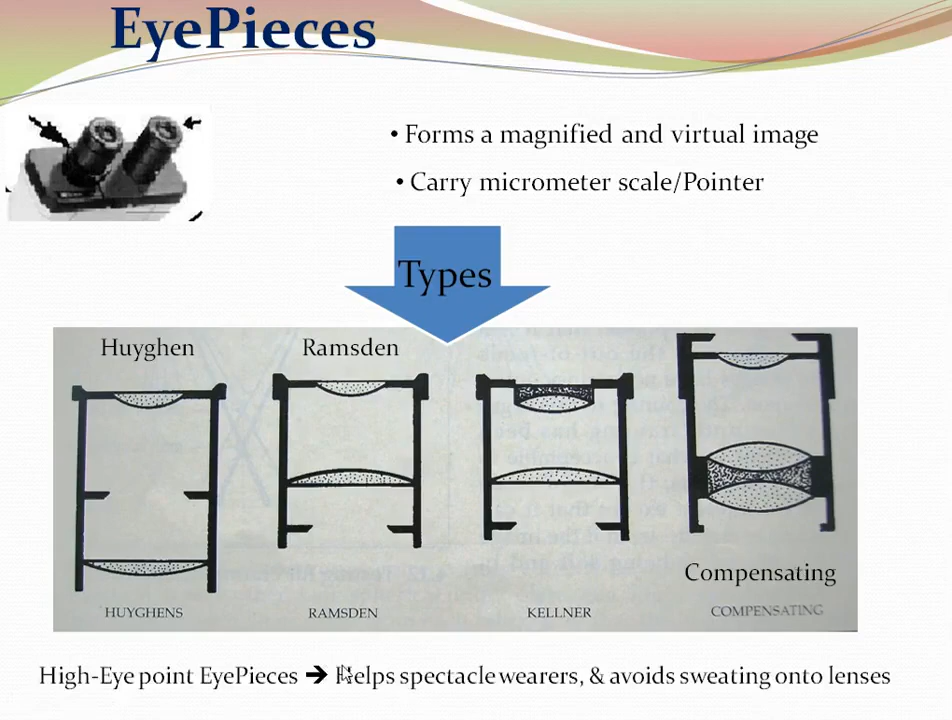 EyePieces
• Forms a magnified and virtual image
• Carry micrometer scale/Pointer
Types
Huyghen
Ramsden
Compensating
HUYGHENS
RAMSDEN
KELLNER
COMPENSATING
High-Eye point EyePieces ➔ Helps spectacle wearers, & avoids sweating onto lenses